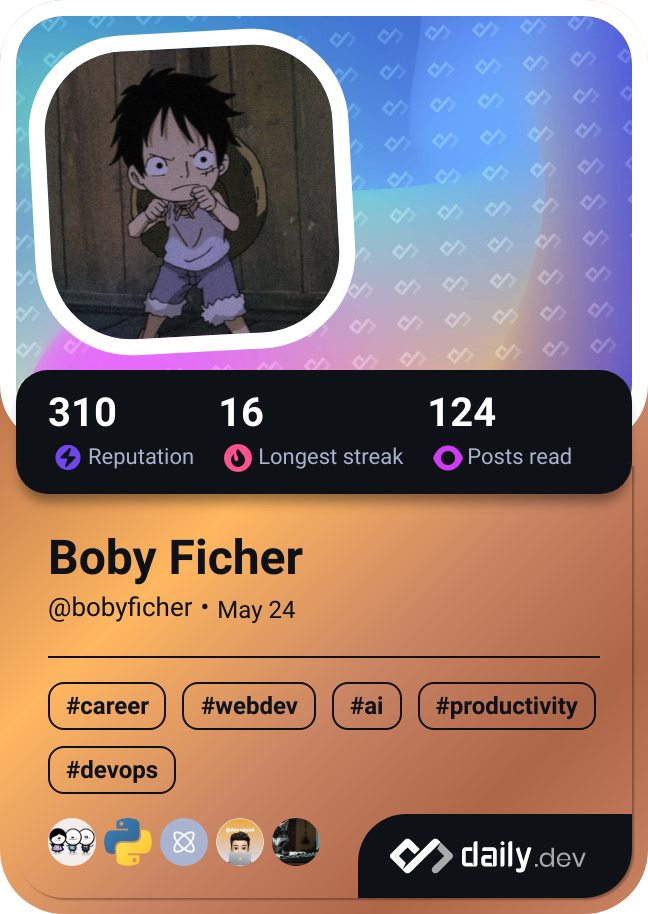 310 16 124
Reputation Longest streak Posts read
Boby Ficher
@bobyficher • May 24
#career #webdev #ai #productivity
#devops
daily.dev